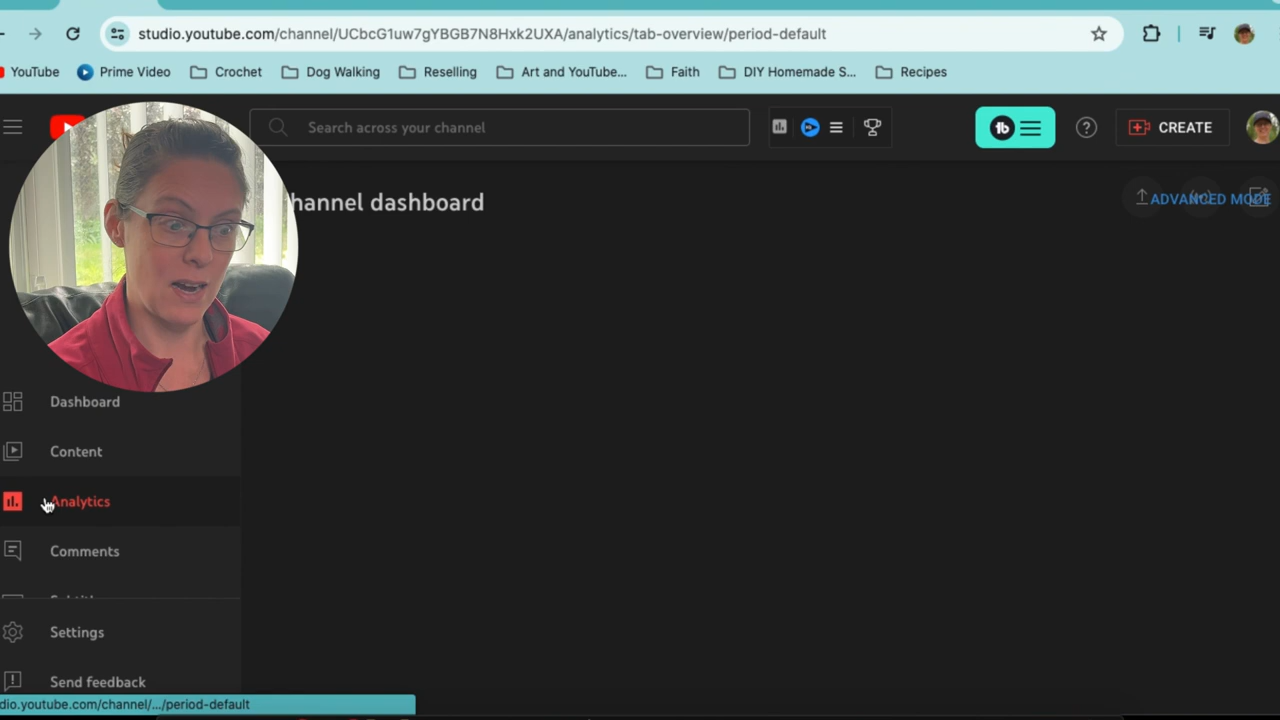 studio.youtube.com/channel/UCbcG1uw7gYBGB7N8Hxk2UXA/analytics/tab-overview/period-default
YouTube Prime Video Crochet Dog Walking Reselling Art and YouTube... Faith DIY Homemade S... Recipes
Search across your channel
tb
CREATE
hannel dashboard
ADVANCED MODE
Dashboard
Content
Analytics
Comments
Settings
Send feedback
dio.youtube.com/channel/.../period-default